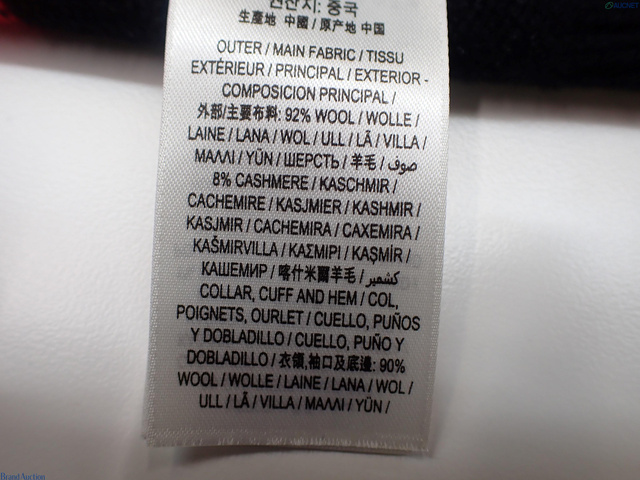 원산지: 중국
生產地 中國 / 原产地 中国
OUTER / MAIN FABRIC / TISSU
EXTÉRIEUR / PRINCIPAL / EXTERIOR -
COMPOSICION PRINCIPAL /
外部/主要布料: 92% WOOL / WOLLE /
LAINE / LANA / WOL / ULL / LÃ / VILLA /
ΜΑΛΛΙ / YÜN / ШЕРСТЬ / 羊毛 / صوف
8% CASHMERE / KASCHMIR /
CACHEMIRE / KASJMIER / KASHMIR /
KASJMIR / CACHEMIRA / CAXEMIRA /
KAŠMIRVILLA / ΚΑΣΜΙΡΙ / KAŞMİR /
КАШЕМИР / 喀什米爾羊毛 / كشمير
COLLAR, CUFF AND HEM / COL,
POIGNETS, OURLET / CUELLO, PUÑOS
Y DOBLADILLO / CUELLO, PUÑO Y
DOBLADILLO / 衣領,袖口及底邊: 90%
WOOL / WOLLE / LAINE / LANA / WOL /
ULL / LÃ / VILLA / ΜΑΛΛΙ / YÜN /
BrandAuction